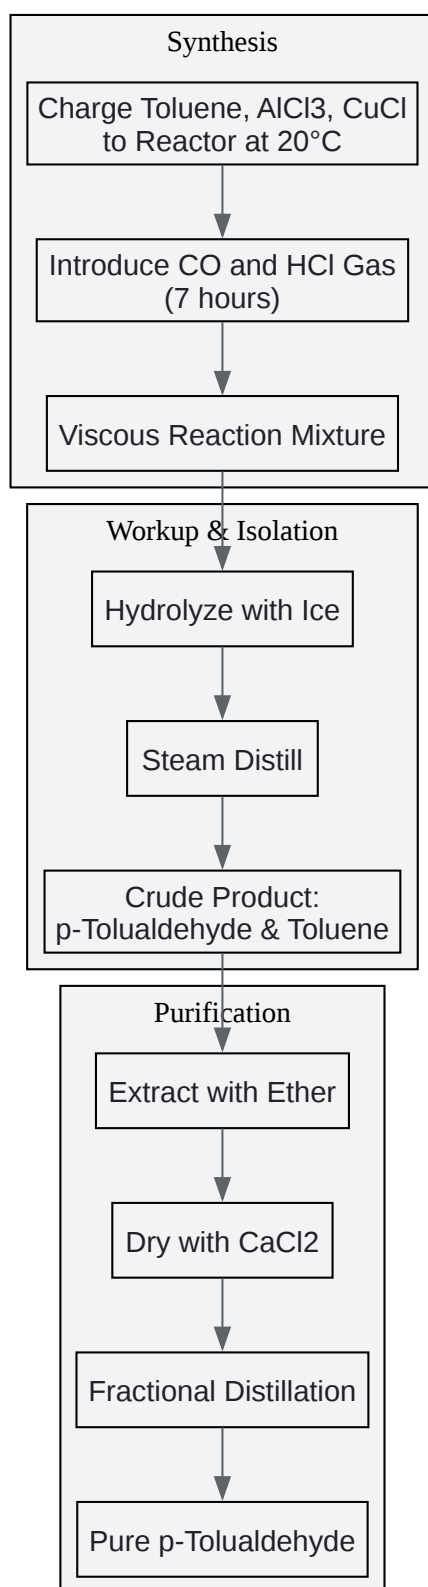 Synthesis
Charge Toluene, AlCl3, CuCl
to Reactor at 20°C
Introduce CO and HCl Gas
(7 hours)
Viscous Reaction Mixture
Workup & Isolation
Hydrolyze with Ice
Steam Distill
Crude Product:
p-Tolualdehyde & Toluene
Purification
Extract with Ether
Dry with CaCl2
Fractional Distillation
Pure p-Tolualdehyde